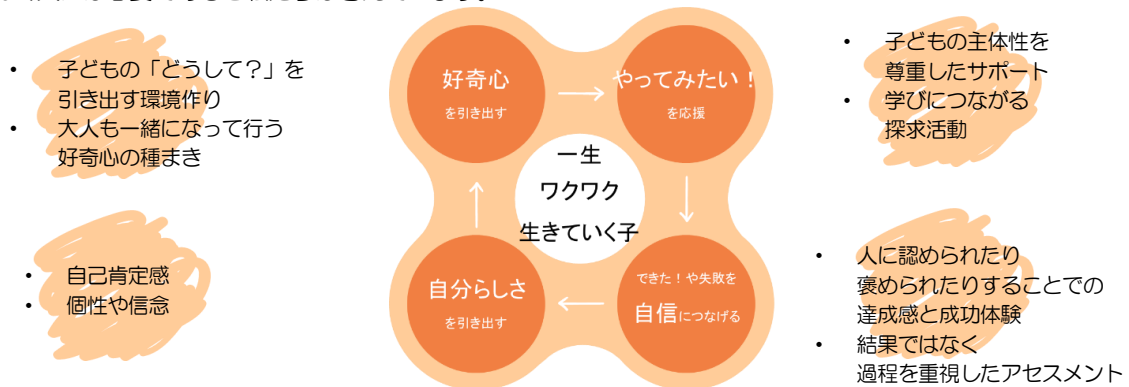 • 子どもの「どうして？」を
引き出す環境作り
• 大人も一緒になって行う
好奇心の種まき
好奇心
を引き出す
やってみたい！
を応援
• 子どもの主体性を
尊重したサポート
• 学びにつながる
探求活動
一生
ワクワク
生きていく子
• 自己肯定感
• 個性や信念
自分らしさ
を引き出す
できた！や失敗を
自信につなげる
• 人に認められたり
褒められたりすることでの
達成感と成功体験
• 結果ではなく
過程を重視したアセスメント